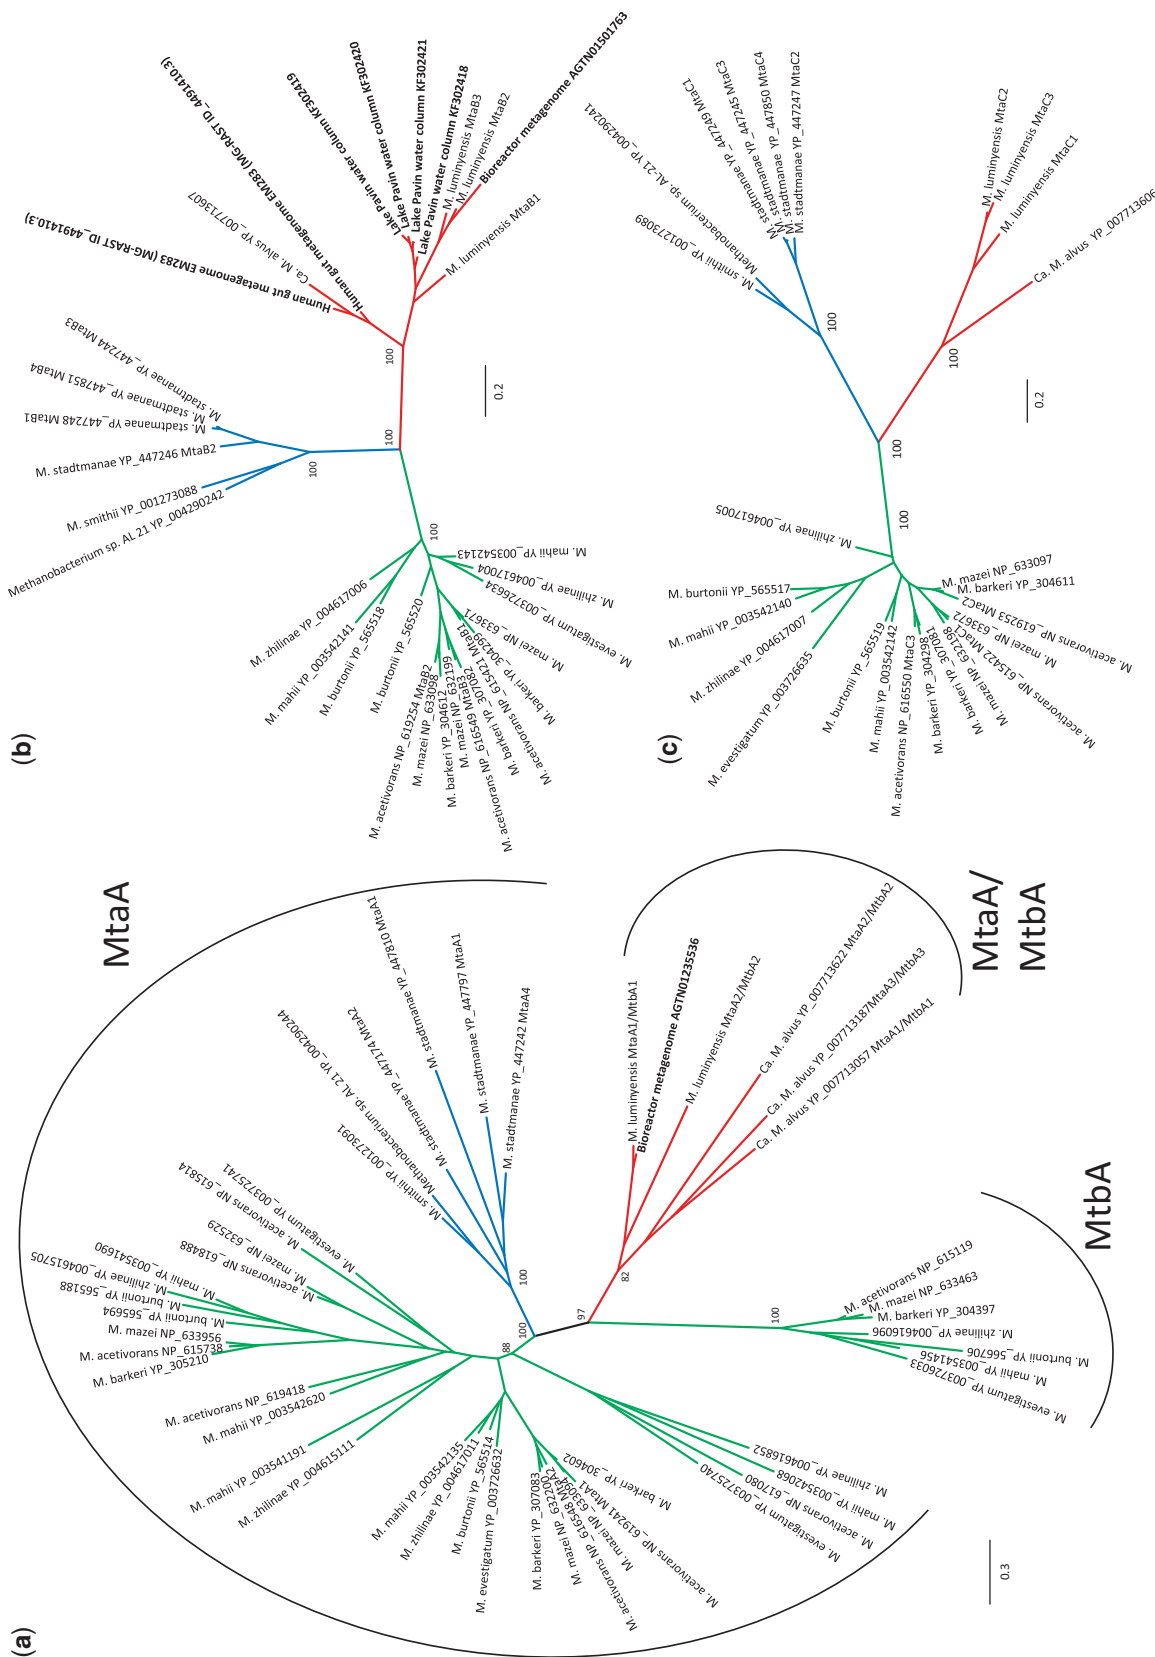 (a)
MtaA
M. stadtmanae YP_447810 MtaA1
M. stadtmanae YP_447797 MtaA1
M. stadtmanae YP_447242 MtaA4
M. stadtmanae YP_447174 MtaA2
Methanobacterium sp. AL 21 YP_004290244
M. smithii YP_001273091
M. evestigatum YP_003725741
M. acetivorans NP_615814
M. mazei NP_632529
M. acetivorans NP_618488
M. mahii YP_003541690
M. zhilinae YP_004615705
M. burtonii YP_565188
M. burtonii YP_565694
M. mazei NP_633956
M. acetivorans NP_615738
M. barkeri YP_305210
M. acetivorans NP_619418
M. mahii YP_003542620
M. mahii YP_003541191
M. zhilinae YP_004615111
M. mahii YP_003542135
M. zhilinae YP_004617011
M. burtonii YP_565514
M. evestigatum YP_003726632
M. barkeri YP_307083
M. mazei NP_632200
M. acetivorans NP_616548 MtaA2
M. mazei NP_633094
M. acetivorans NP_619241 MtaA1
M. barkeri YP_304602
M. evestigatum YP_003725740
M. acetivorans NP_617080
M. mahii YP_003542068
M. zhilinae YP_004616852
100
100
88
97
82
100
MtaA/
MtbA
M. luminyensis MtaA1/MtbA1
Bioreactor metagenome AGTN01235536
M. luminyensis MtaA2/MtbA2
Ca. M. alvus YP_007713622 MtaA2/MtbA2
Ca. M. alvus YP_007713187MtaA3/MtbA3
Ca. M. alvus YP_007713057 MtaA1/MtbA1
MtbA
M. acetivorans NP_615119
M. mazei NP_633463
M. barkeri YP_304397
M. zhilinae YP_004616096
M. burtonii YP_566706
M. mahii YP_003541456
M. evestigatum YP_003726033
0.3
(b)
Human gut metagenome EM283 (MG-RAST ID_4491410.3)
Ca. M. alvus YP_007713607
Human gut metagenome EM283 (MG-RAST ID_4491410.3)
Lake Pavin water column KF302419
Lake Pavin water column KF302420
Lake Pavin water column KF302421
Lake Pavin water column KF302418
M. luminyensis MtaB3
M. luminyensis MtaB2
Bioreactor metagenome AGTN01501763
M. luminyensis MtaB1
M. stadtmanae YP_447244 MtaB3
M. stadtmanae YP_447851 MtaB4
M. stadtmanae YP_447248 MtaB1
M. stadtmanae YP_447246 MtaB2
M. smithii YP_001273088
Methanobacterium sp. AL 21 YP_004290242
100
100
100
100
M. zhilinae YP_004617006
M. mahii YP_003542141
M. burtonii YP_565518
M. burtonii YP_565520
M. acetivorans NP_619254 MtaB2
M. mazei NP_633098
M. barkeri YP_304612
M. mazei NP_632199
M. acetivorans NP_616549 MtaB3
M. barkeri YP_307082
M. acetivorans NP_615421 MtaB1
M. barkeri YP_304299
M. mazei NP_633671
M. evestigatum YP_003726634
M. zhilinae YP_004617004
M. mahii YP_003542143
0.2
(c)
M. stadtmanae YP_447249 MtaC1
M. stadtmanae YP_447245 MtaC3
M. stadtmanae YP_447850 MtaC4
M. stadtmanae YP_447247 MtaC2
Methanobacterium sp. AL-21 YP_004290241
M. smithii YP_001273089
100
100
100
100
M. luminyensis MtaC2
M. luminyensis MtaC3
M. luminyensis MtaC1
Ca. M. alvus YP_007713606
M. zhilinae YP_004617005
M. burtonii YP_565517
M. mahii YP_003542140
M. zhilinae YP_004617007
M. evestigatum YP_003726635
M. burtonii YP_565519
M. mahii YP_003542142
M. acetivorans NP_616550 MtaC3
M. barkeri YP_304298
M. barkeri YP_307081
M. mazei NP_632198
M. acetivorans NP_615422 MtaC1
M. mazei NP_633672
M. acetivorans NP_619253 MtaC2
M. barkeri YP_304611
M. mazei NP_633097
0.2